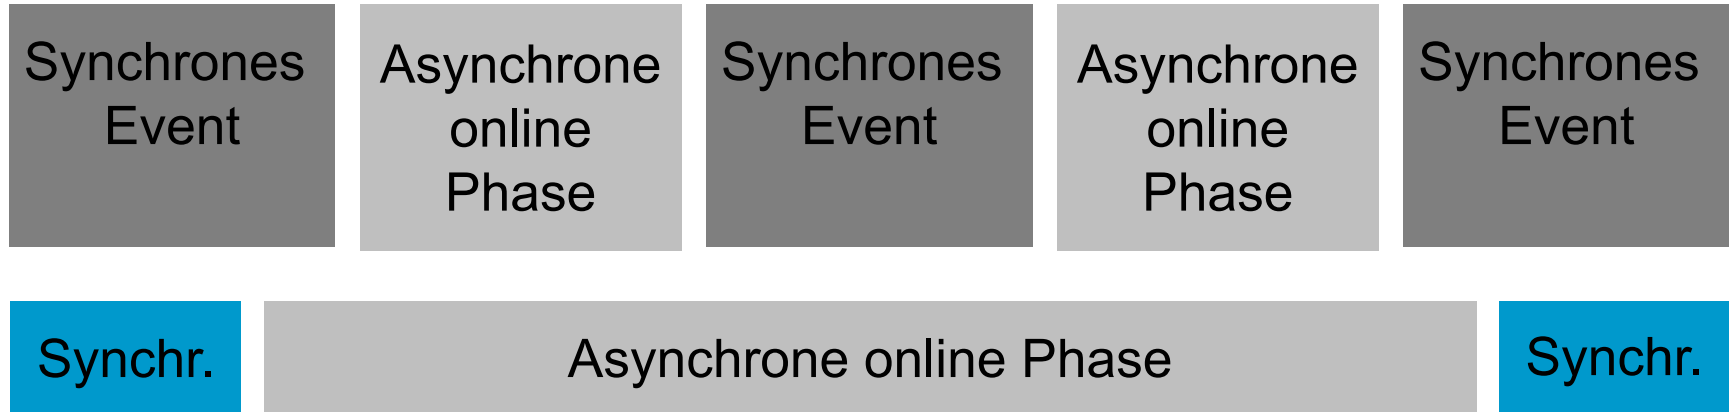 Synchrones
Event
Asynchrone
online
Phase
Synchrones
Event
Asynchrone
online
Phase
Synchrones
Event
Synchr.
Asynchrone online Phase
Synchr.